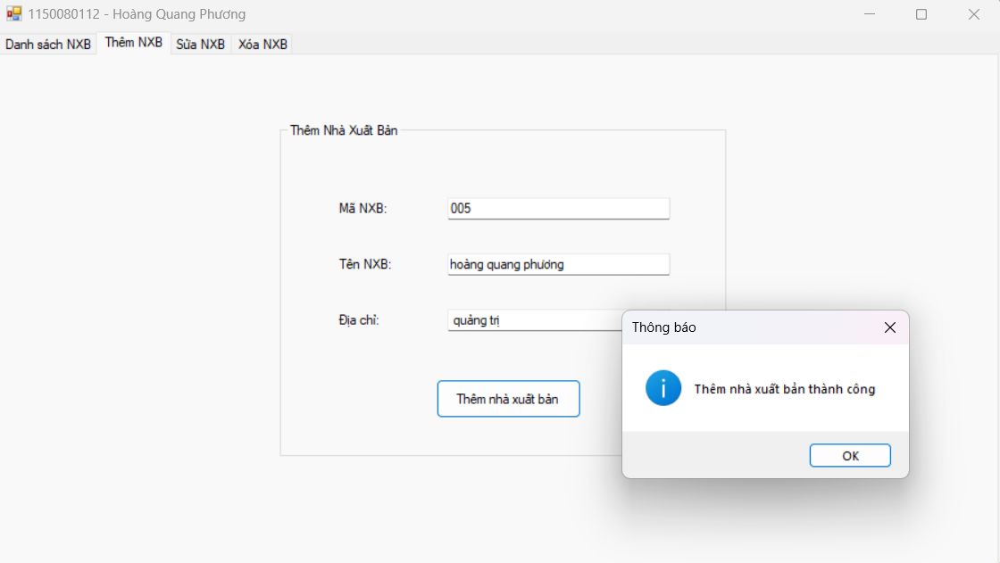 1150080112 - Hoàng Quang Phương
Danh sách NXB Thêm NXB Sửa NXB Xóa NXB
Thêm Nhà Xuất Bản
Mã NXB: 005
Tên NXB: hoàng quang phương
Địa chỉ: quảng trị
Thêm nhà xuất bản
Thông báo
Thêm nhà xuất bản thành công
OK